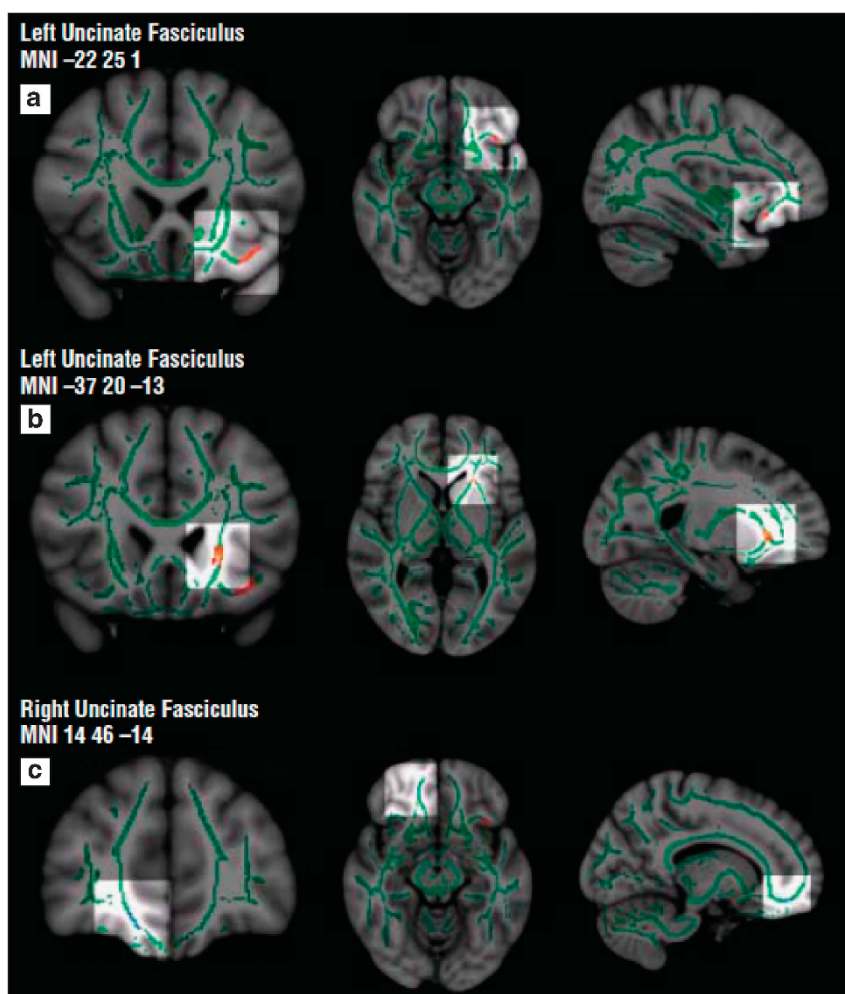 Left Uncinate Fasciculus
MNI –22 25 1
a
Left Uncinate Fasciculus
MNI –37 20 –13
b
Right Uncinate Fasciculus
MNI 14 46 –14
c